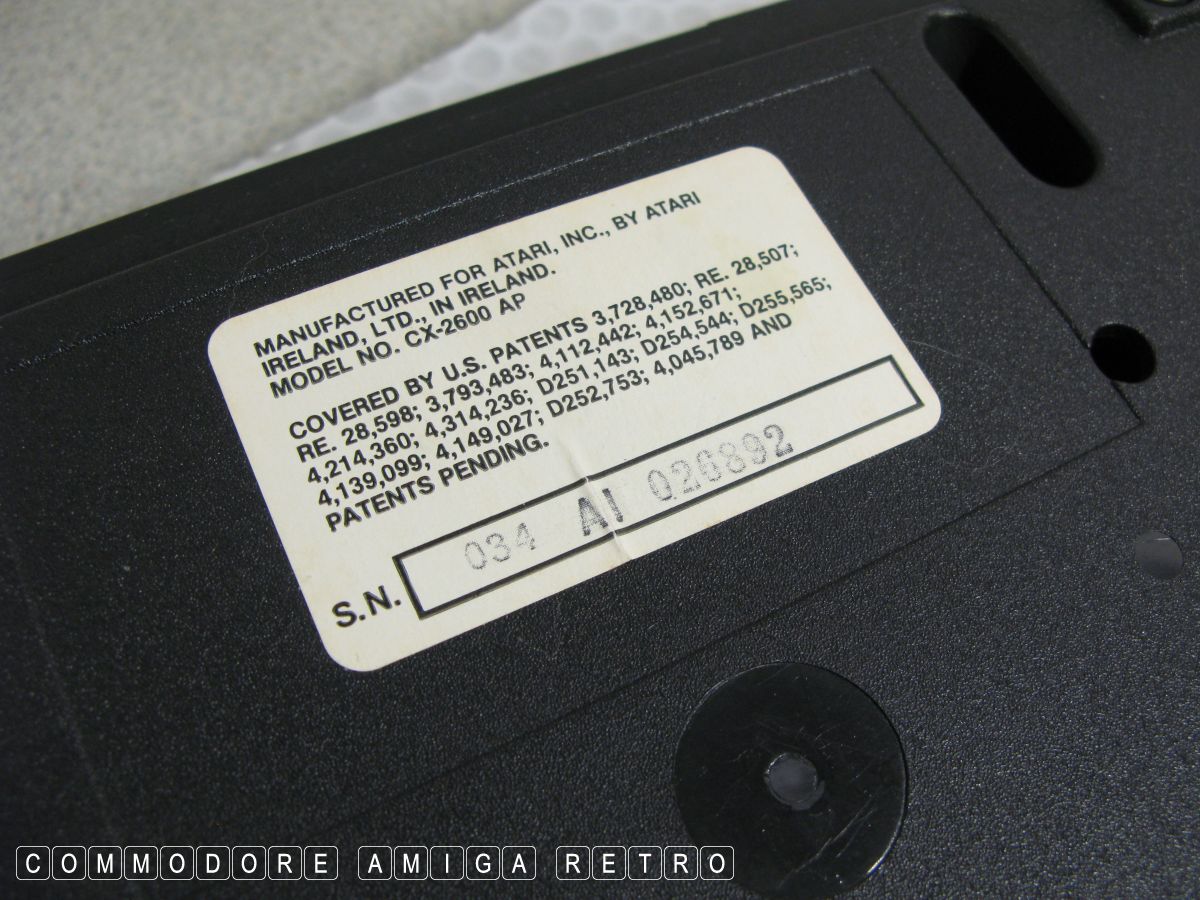 MANUFACTURED FOR ATARI, INC., BY ATARI
IRELAND, LTD., IN IRELAND.
MODEL NO. CX-2600 AP
COVERED BY U.S. PATENTS 3,728,480; RE. 28,507;
RE. 28,598; 3,793,483; 4,112,442; 4,152,671;
4,214,360; 4,314,236; D251,143; D254,544; D255,565;
4,139,099; 4,149,027; D252,753; 4,045,789 AND
PATENTS PENDING.
S.N. 034 AI 026892
COMMODORE AMIGA RETRO